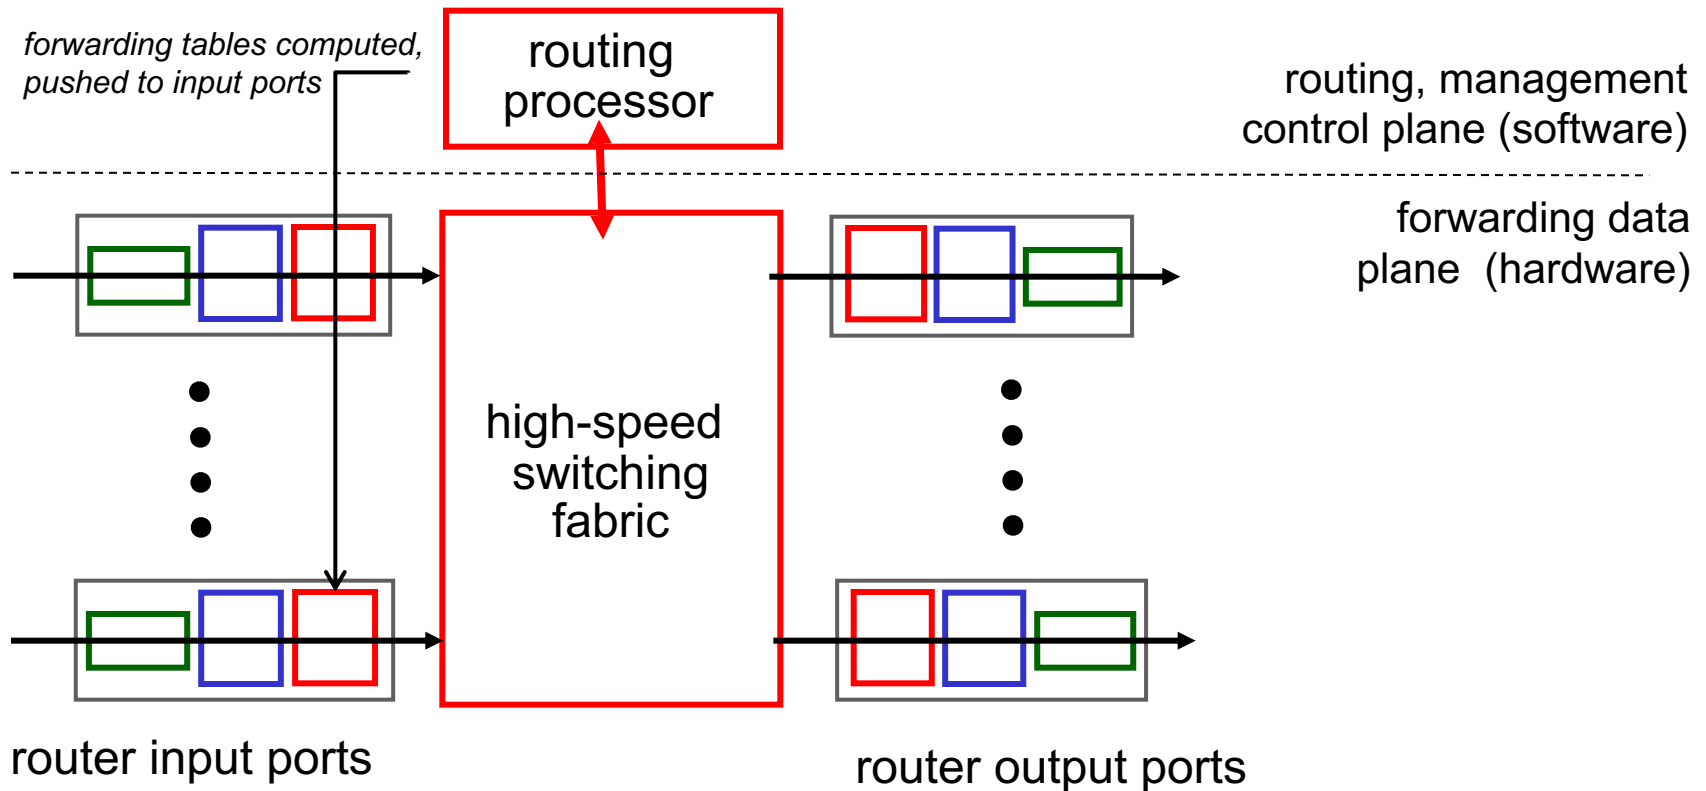 forwarding tables computed,
pushed to input ports
routing
processor
routing, management
control plane (software)
forwarding data
plane (hardware)
high-speed
switching
fabric
router input ports
router output ports